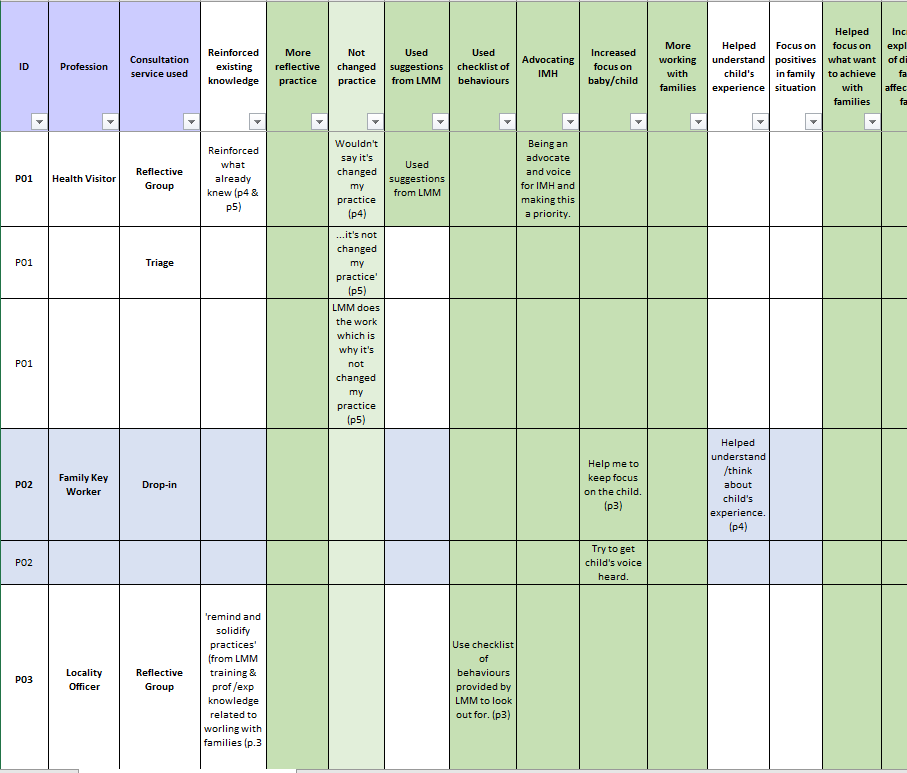 ID
Profession
Consultation
service used
Reinforced
existing
knowledge
More
reflective
practice
Not
changed
practice
Used
suggestions
from LMM
Used
checklist of
behaviours
Advocating
IMH
Increased
focus on
baby/child
More
working
with
families
Helped
understand
child's
experience
Focus on
positives
in family
situation
Helped
focus on
what want
to achieve
with
families
P01
Health Visitor
Reflective
Group
Reinforced
what
already
knew (p4 &
p5)
Wouldn't
say it's
changed
my
practice
(p4)
Used
suggestions
from LMM
Being an
advocate
and voice
for IMH and
making this
a priority.
P01
Triage
...it's not
changed
my
practice'
(p5)
P01
LMM does
the work
which is
why it's
not
changed
my
practice
(p5)
P02
Family Key
Worker
Drop-in
Help me to
keep focus
on the child.
(p3)
Helped
understand
/think
about
child's
experience.
(p4)
P02
Try to get
child's voice
heard.
P03
Locality
Officer
Reflective
Group
'remind and
solidify
practices'
(from LMM
training &
prof /exp
knowledge
related to
worling with
families (p.3
Use checklist
of
behaviours
provided by
LMM to look
out for. (p3)